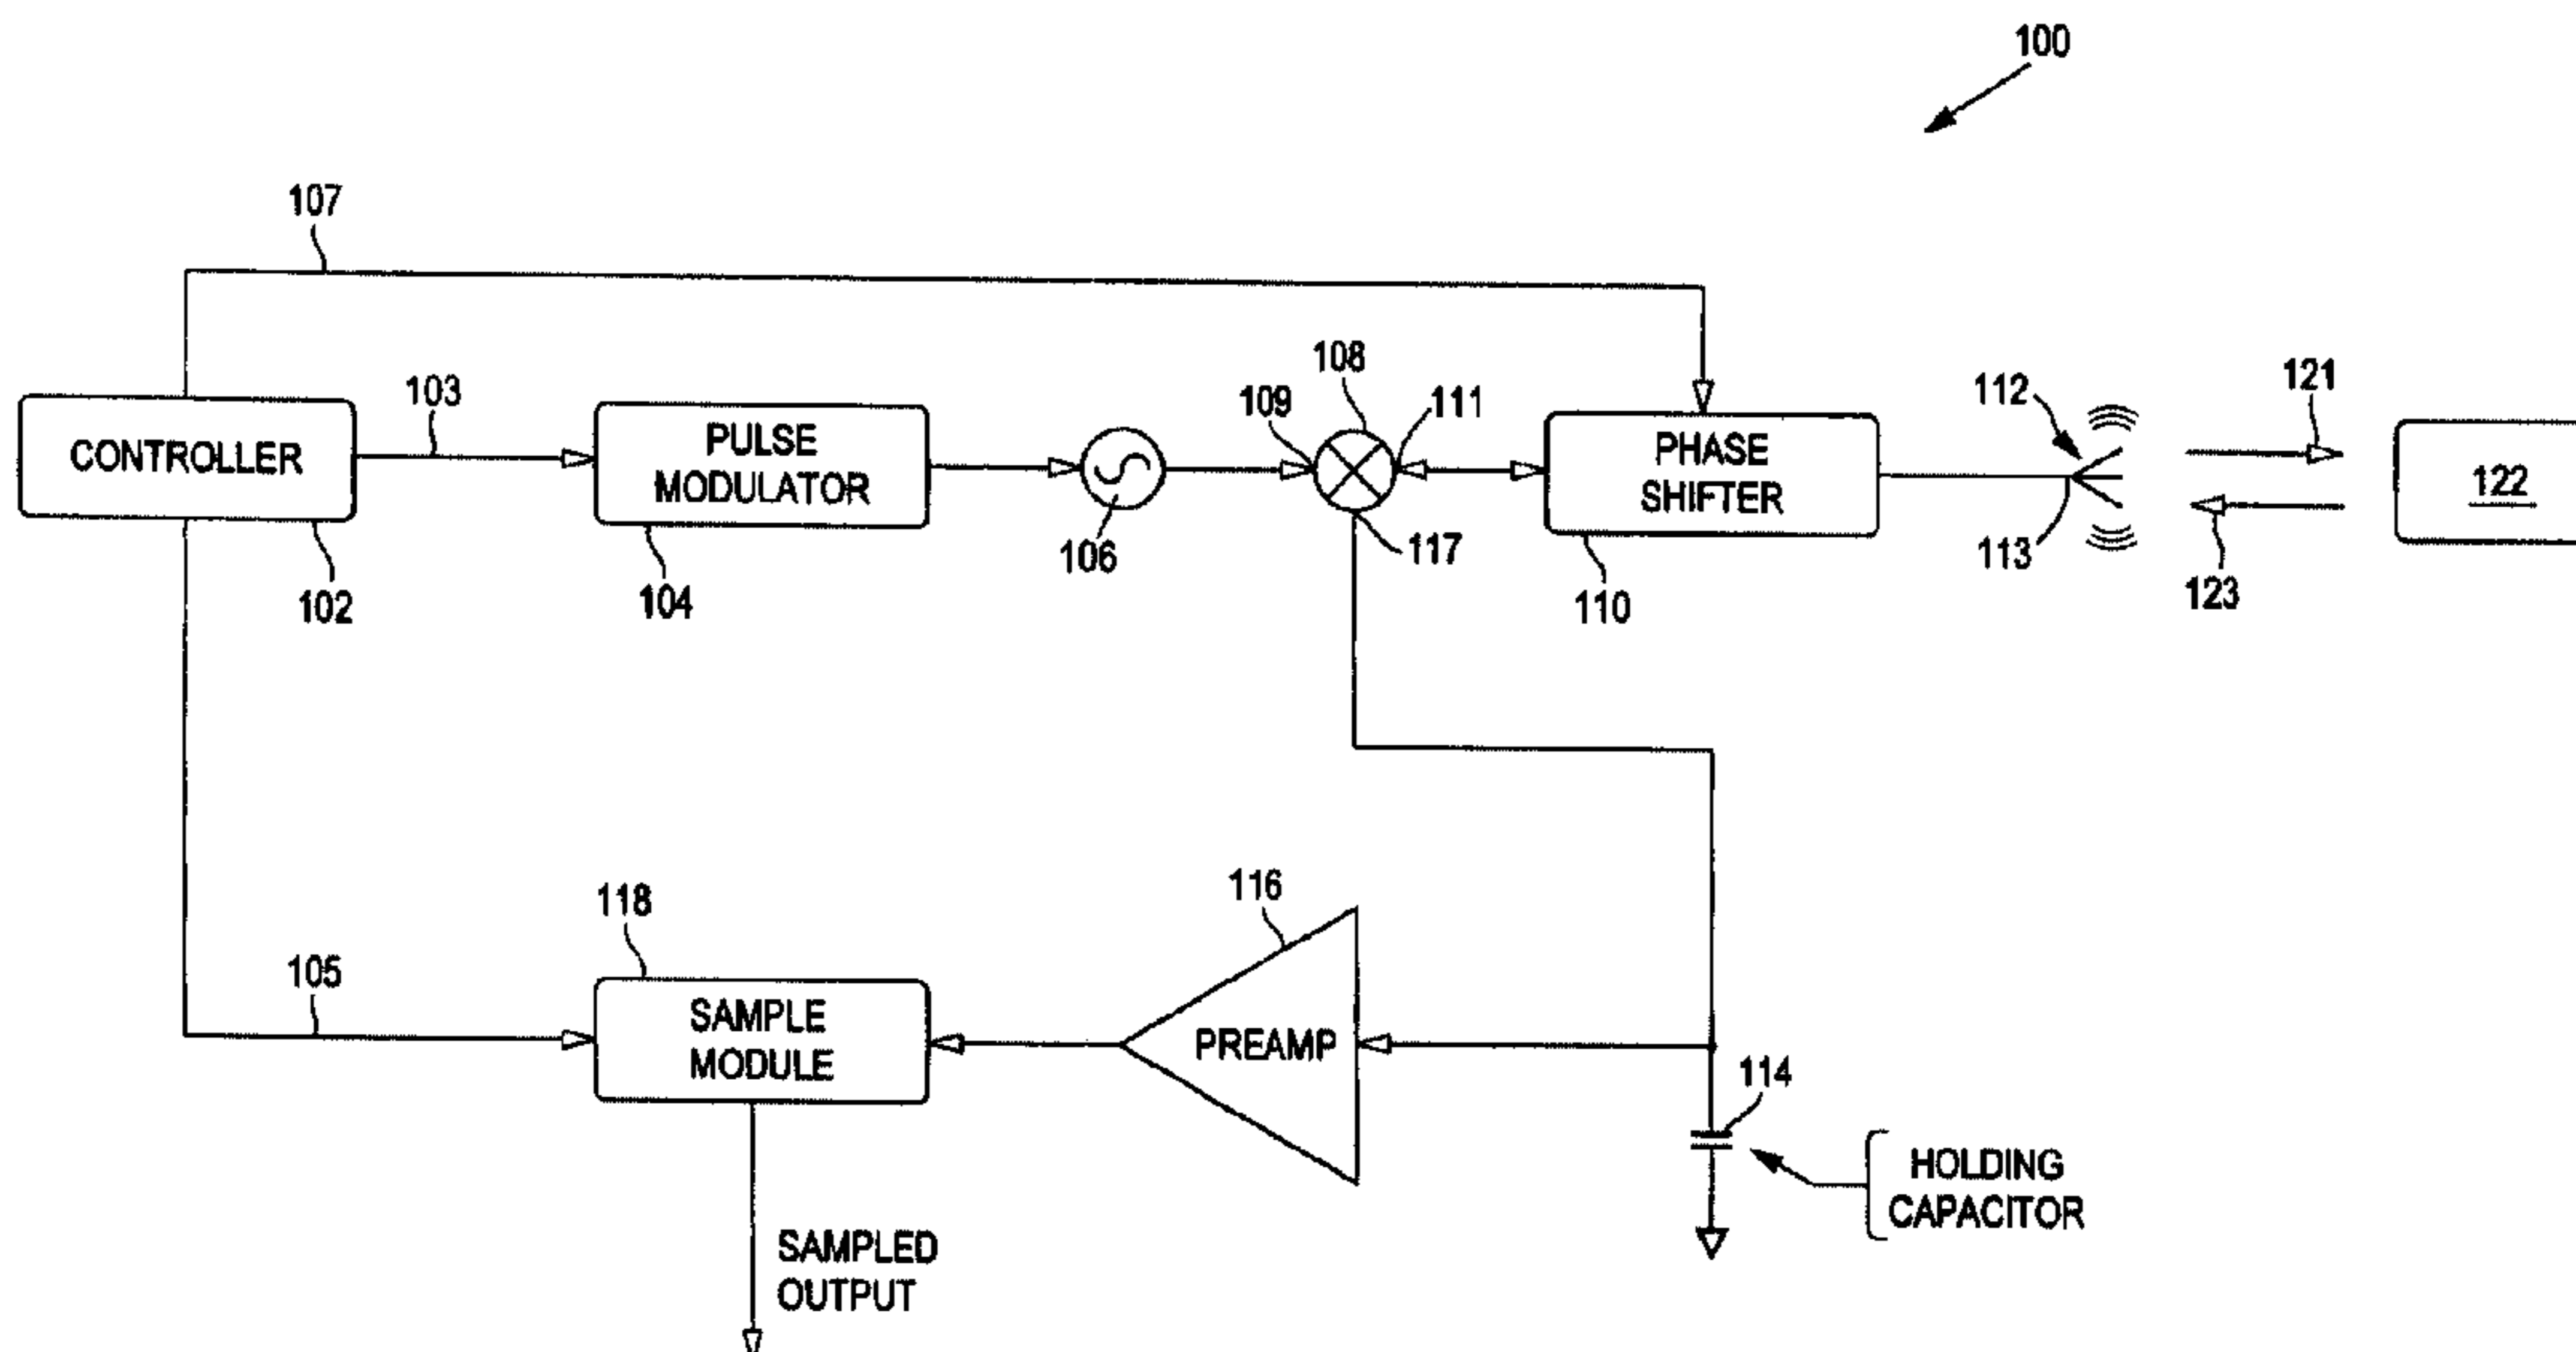 100
107
103
108
109
111
112
121
CONTROLLER
PULSE
MODULATOR
PHASE
SHIFTER
122
106
117
113
123
102
104
110
116
118
105
SAMPLE
MODULE
PREAMP
114
HOLDING
CAPACITOR
SAMPLED
OUTPUT